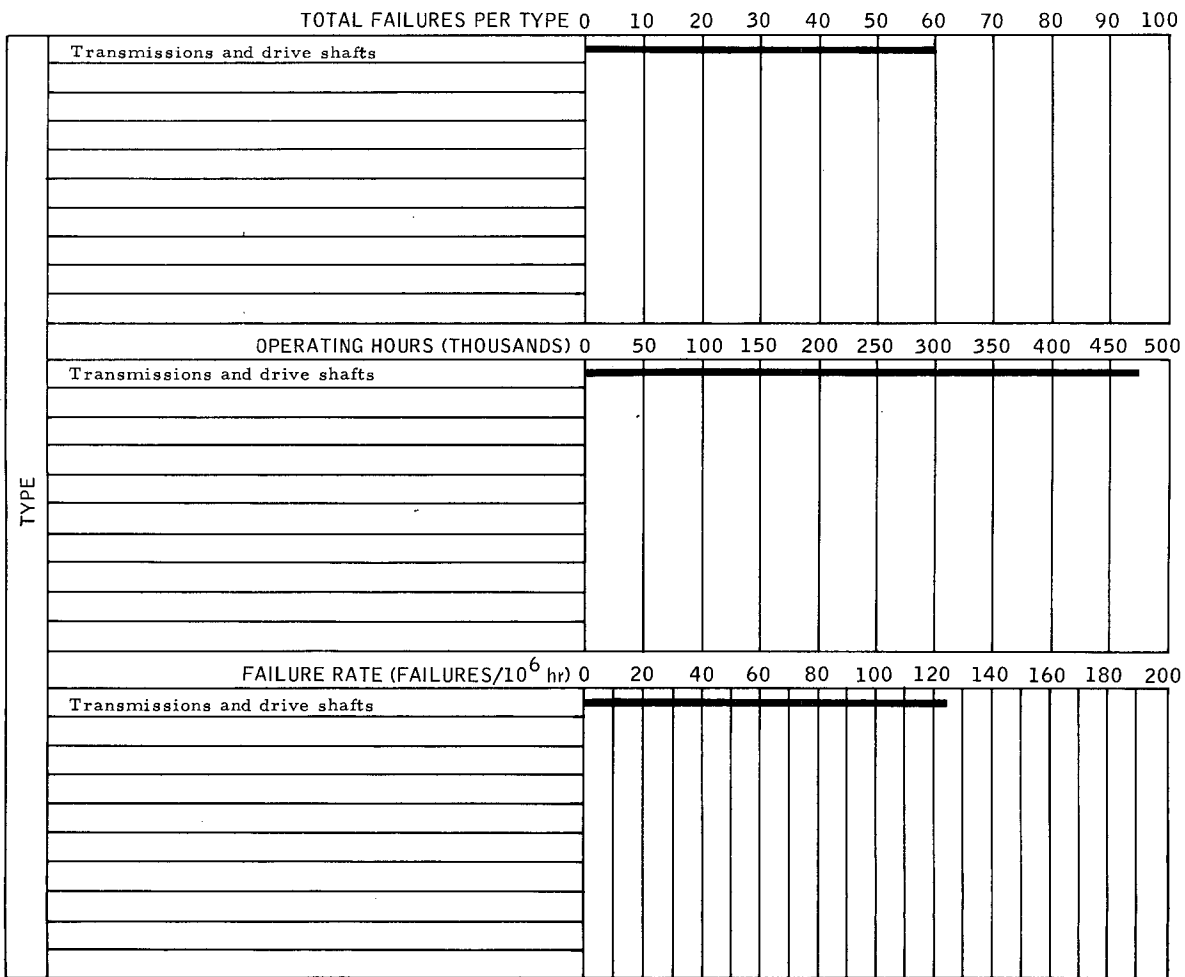 TOTAL FAILURES PER TYPE 0 10 20 30 40 50 60 70 80 90 100
Transmissions and drive shafts
OPERATING HOURS (THOUSANDS) 0 50 100 150 200 250 300 350 400 450 500
Transmissions and drive shafts
TYPE
FAILURE RATE (FAILURES/10⁶ hr) 0 20 40 60 80 100 120 140 160 180 200
Transmissions and drive shafts